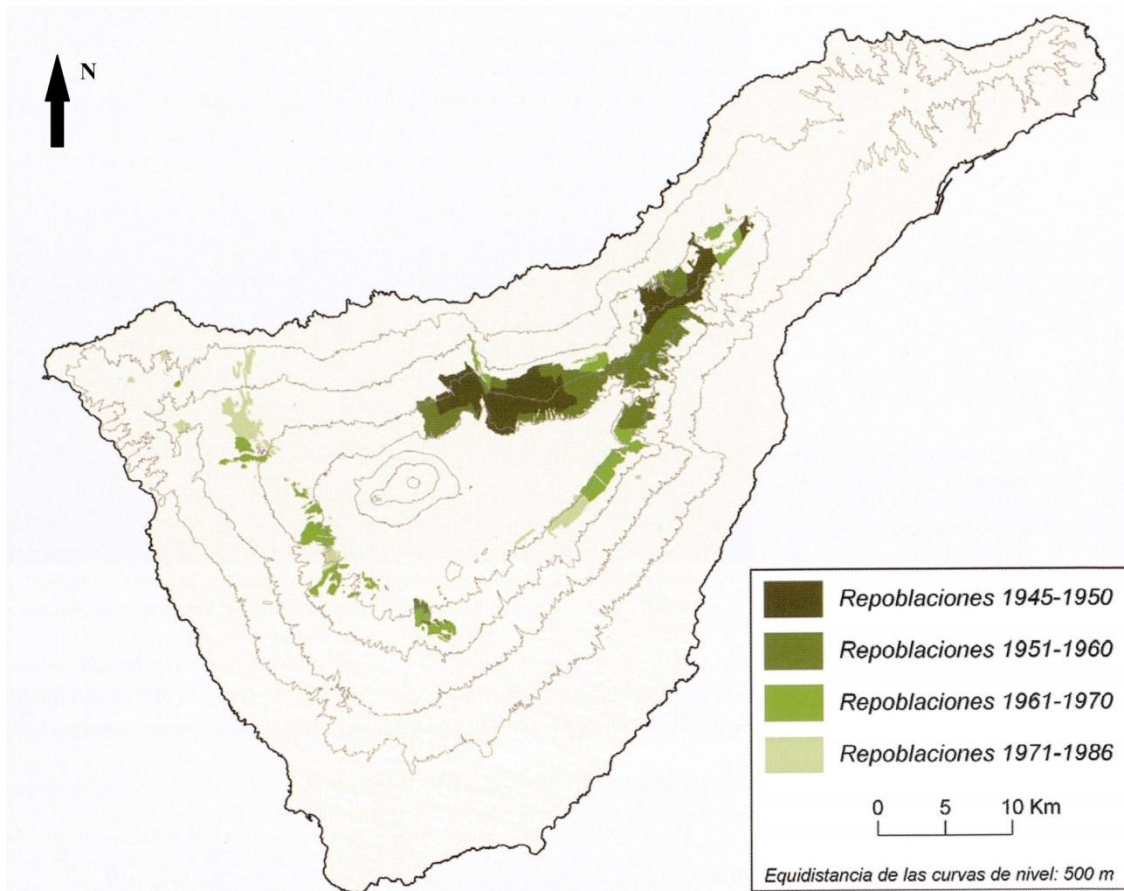 N
Repoblaciones 1945-1950
Repoblaciones 1951-1960
Repoblaciones 1961-1970
Repoblaciones 1971-1986
0 5 10 Km
Equidistancia de las curvas de nivel: 500 m